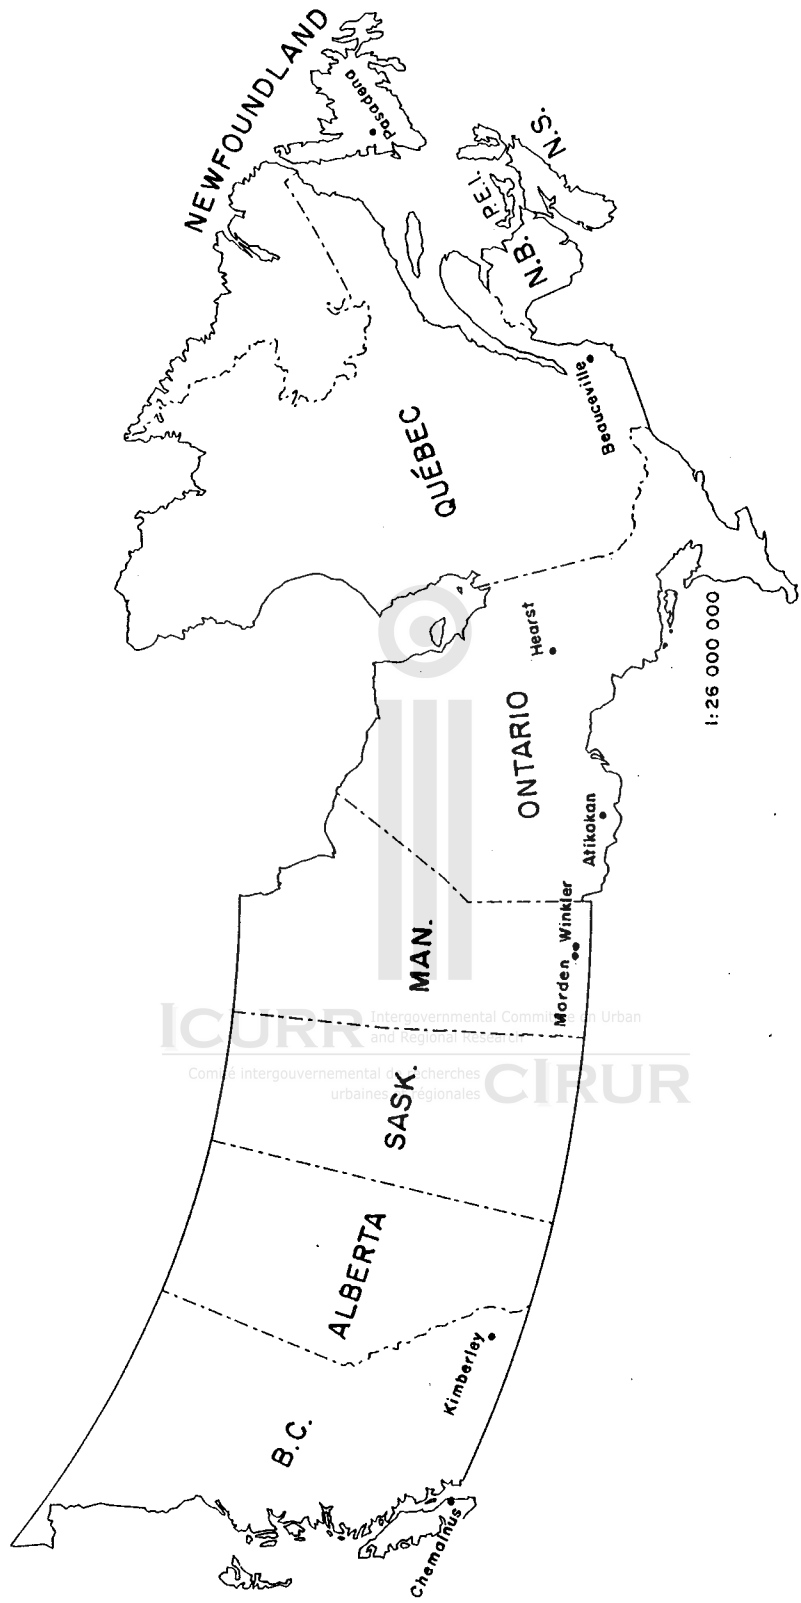 NEWFOUNDLAND
Pasadena
N.S.
P.E.I.
N.B.
Beauceville
QUÉBEC
Hearst
ONTARIO
1:26 000 000
Atikokan
Winkler
Morden
MAN.
ICURR Intergovernmental Committee on Urban
and Regional Research
Comité intergouvernemental de recherches
urbaines et régionales CIRUR
SASK.
ALBERTA
Kimberley
B.C.
Chemainus